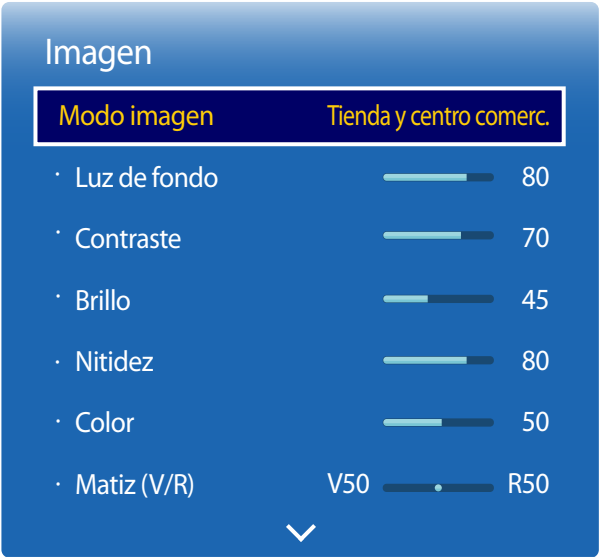 Imagen
Modo imagen Tienda y centro comerc.
· Luz de fondo 80
· Contraste 70
· Brillo 45
· Nitidez 80
· Color 50
· Matiz (V/R) V50 R50